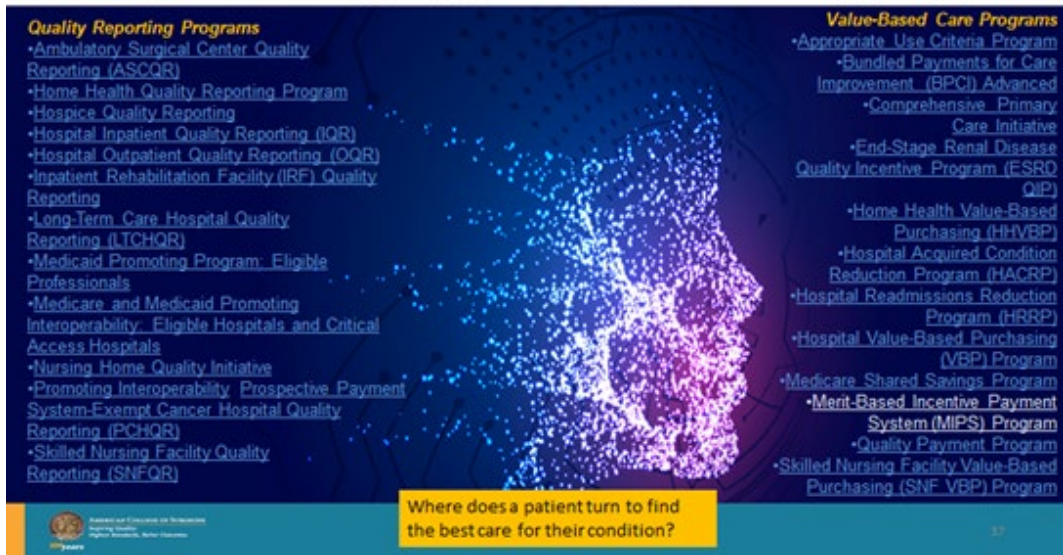 Quality Reporting Programs
•Ambulatory Surgical Center Quality
Reporting (ASCQR)
•Home Health Quality Reporting Program
•Hospice Quality Reporting
•Hospital Inpatient Quality Reporting (IQR)
•Hospital Outpatient Quality Reporting (OQR)
•Inpatient Rehabilitation Facility (IRF) Quality
Reporting
•Long-Term Care Hospital Quality
Reporting (LTCHQR)
•Medicaid Promoting Program: Eligible
Professionals
•Medicare and Medicaid Promoting
Interoperability: Eligible Hospitals and Critical
Access Hospitals
•Nursing Home Quality Initiative
•Promoting Interoperability Prospective Payment
System-Exempt Cancer Hospital Quality
Reporting (PCHQR)
•Skilled Nursing Facility Quality
Reporting (SNFQR)
Value-Based Care Programs
•Appropriate Use Criteria Program
•Bundled Payments for Care
Improvement (BPCI) Advanced
•Comprehensive Primary
Care Initiative
•End-Stage Renal Disease
Quality Incentive Program (ESRD
QIP)
•Home Health Value-Based
Purchasing (HHVBP)
•Hospital Acquired Condition
Reduction Program (HACRP)
•Hospital Readmissions Reduction
Program (HRRP)
•Hospital Value-Based Purchasing
(VBP) Program
•Medicare Shared Savings Program
•Merit-Based Incentive Payment
System (MIPS) Program
•Quality Payment Program
•Skilled Nursing Facility Value-Based
Purchasing (SNF VBP) Program
Where does a patient turn to find
the best care for their condition?
American College of Surgeons
Inspiring Quality:
Highest Standards, Better Outcomes
years
37